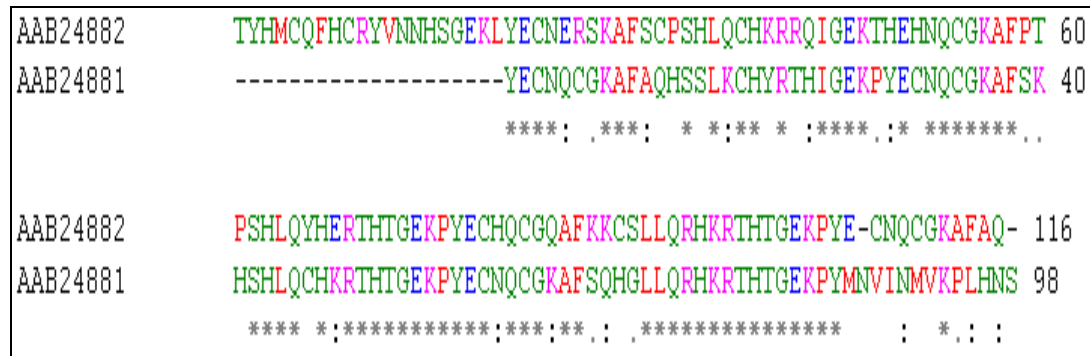 AAB24882 TYHMCQFHCRYVNNHSGEKLYECNERSKAFSCPSHLQCHKRRQIGEKTHEHNQCGKAFPT 60
AAB24881 --------------------YECNQCGKAFAQHSSLKCHYRTHIGEKPYECNQCGKAFSK 40
****: .***: * *:** * :****.:* *******..
AAB24882 PSHLQYHERTHTGEKPYECHQCGQAFKKCSLLQRHKRTHTGEKPYE-CNQCGKAFAQ- 116
AAB24881 HSHLQCHKRTHTGEKPYECNQCGKAFSQHGLLQRHKRTHTGEKPYMNVINMVKPLHNS 98
**** *:***********:***:**.: .*************** : *.: :